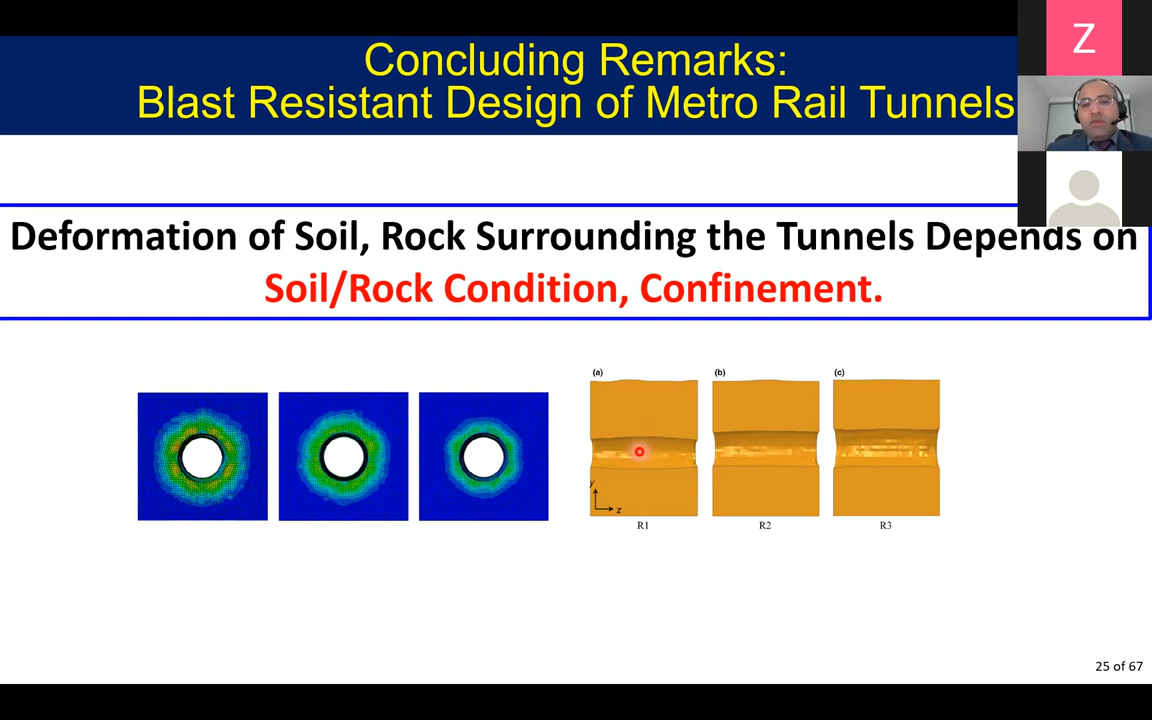 Concluding Remarks:
Blast Resistant Design of Metro Rail Tunnels
Z
Deformation of Soil, Rock Surrounding the Tunnels Depends on
Soil/Rock Condition, Confinement.
(a) (b) (c)
y
z
R1 R2 R3
25 of 67